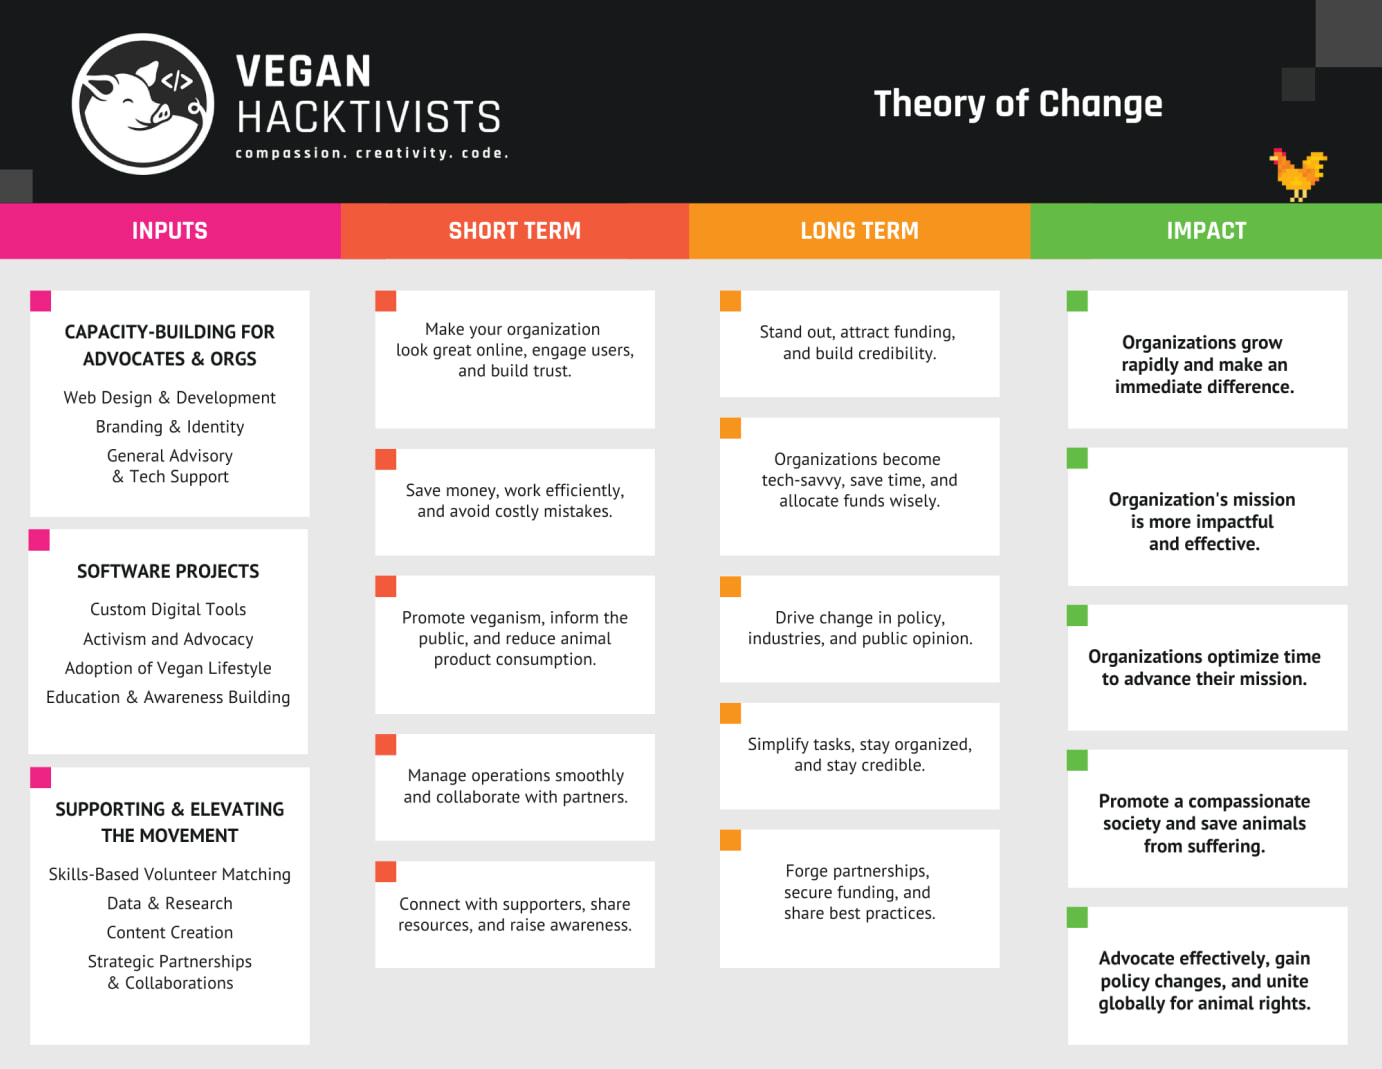 </>
VEGAN
HACKTIVISTS
compassion. creativity. code.
Theory of Change
INPUTS
SHORT TERM
LONG TERM
IMPACT
CAPACITY-BUILDING FOR
ADVOCATES & ORGS
Web Design & Development
Branding & Identity
General Advisory
& Tech Support
SOFTWARE PROJECTS
Custom Digital Tools
Activism and Advocacy
Adoption of Vegan Lifestyle
Education & Awareness Building
SUPPORTING & ELEVATING
THE MOVEMENT
Skills-Based Volunteer Matching
Data & Research
Content Creation
Strategic Partnerships
& Collaborations
Make your organization
look great online, engage users,
and build trust.
Save money, work efficiently,
and avoid costly mistakes.
Promote veganism, inform the
public, and reduce animal
product consumption.
Manage operations smoothly
and collaborate with partners.
Connect with supporters, share
resources, and raise awareness.
Stand out, attract funding,
and build credibility.
Organizations become
tech-savvy, save time, and
allocate funds wisely.
Drive change in policy,
industries, and public opinion.
Simplify tasks, stay organized,
and stay credible.
Forge partnerships,
secure funding, and
share best practices.
Organizations grow
rapidly and make an
immediate difference.
Organization's mission
is more impactful
and effective.
Organizations optimize time
to advance their mission.
Promote a compassionate
society and save animals
from suffering.
Advocate effectively, gain
policy changes, and unite
globally for animal rights.